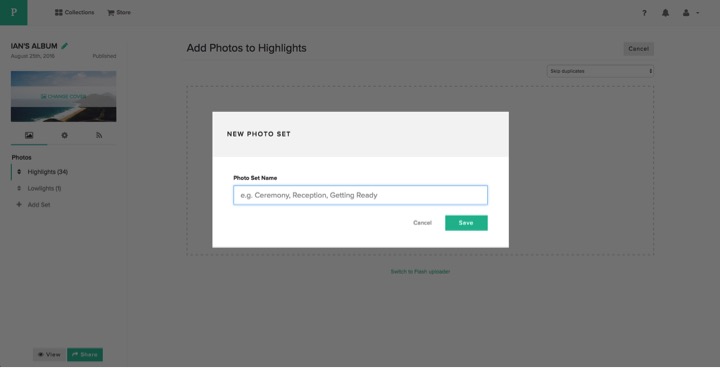 P
Collections
Store
?
IAN'S ALBUM
August 25th, 2016
Published
CHANGE COVER
Photos
Highlights (34)
Lowlights (1)
Add Set
View
Share
Add Photos to Highlights
Cancel
Skip duplicates
NEW PHOTO SET
Photo Set Name
e.g. Ceremony, Reception, Getting Ready
Cancel
Save
Switch to Flash uploader